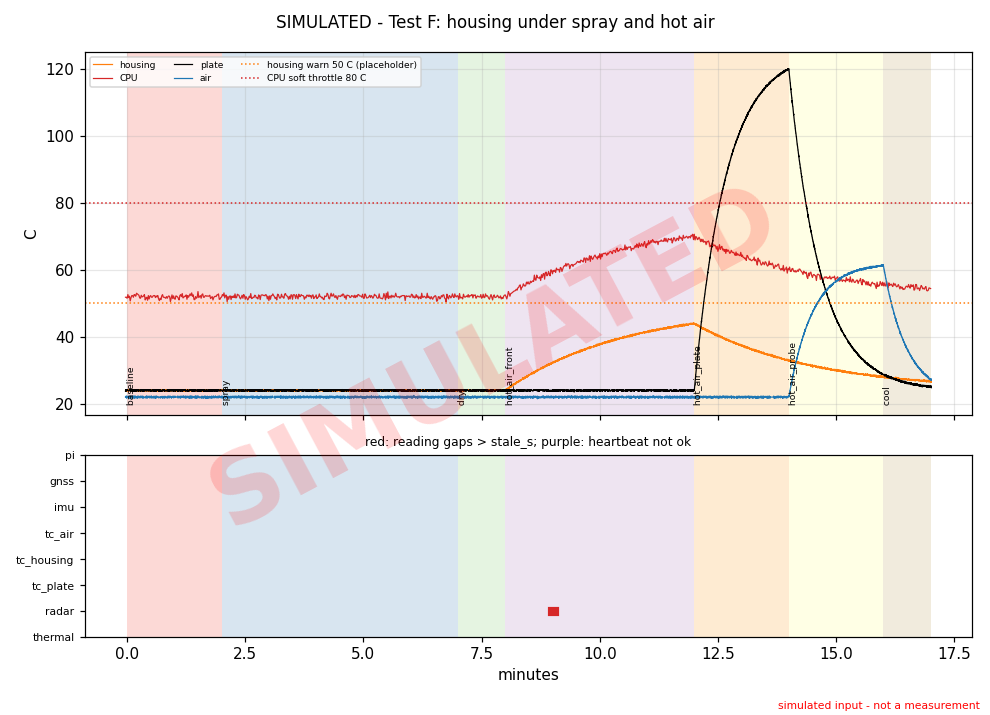 SIMULATED - Test F: housing under spray and hot air
housing
CPU
plate
air
housing warn 50 C (placeholder)
CPU soft throttle 80 C
C
120
100
80
60
40
20
baseline
spray
dry
hot_air_front
hot_air_plate
hot_air_probe
cool
SIMULATED
red: reading gaps > stale_s; purple: heartbeat not ok
pi
gnss
imu
tc_air
tc_housing
tc_plate
radar
thermal
0.0
2.5
5.0
7.5
10.0
12.5
15.0
17.5
minutes
simulated input - not a measurement